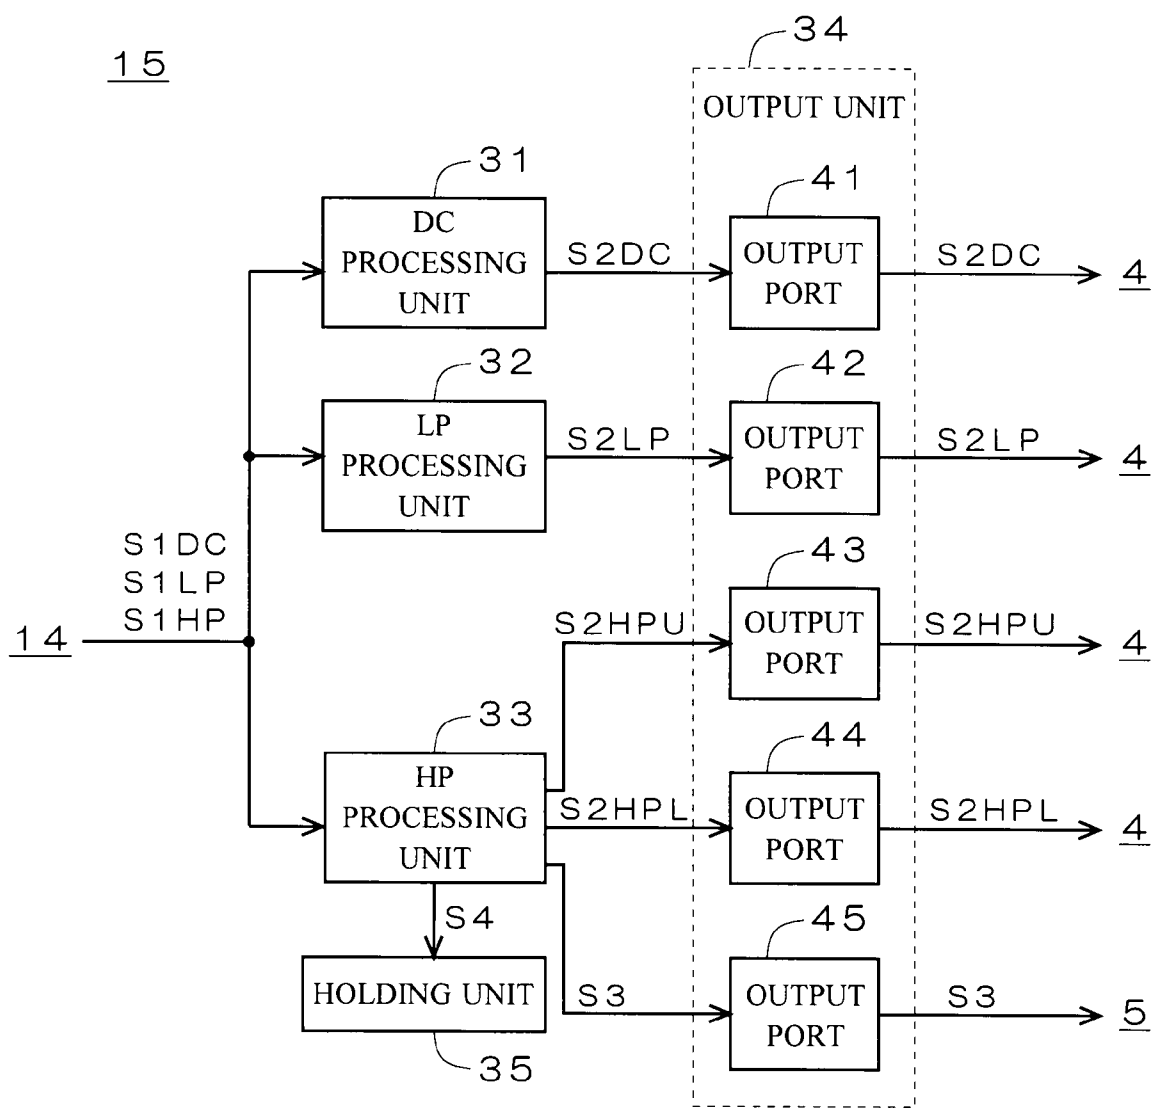 34
15
OUTPUT UNIT
31
41
DC
PROCESSING
UNIT
S2DC
OUTPUT
PORT
S2DC
4
32
42
LP
PROCESSING
UNIT
S2LP
OUTPUT
PORT
S2LP
4
S1DC
S1LP
S1HP
14
43
S2HPU
OUTPUT
PORT
S2HPU
4
33
44
HP
PROCESSING
UNIT
S2HPL
OUTPUT
PORT
S2HPL
4
S4
45
HOLDING UNIT
S3
OUTPUT
PORT
S3
5
35